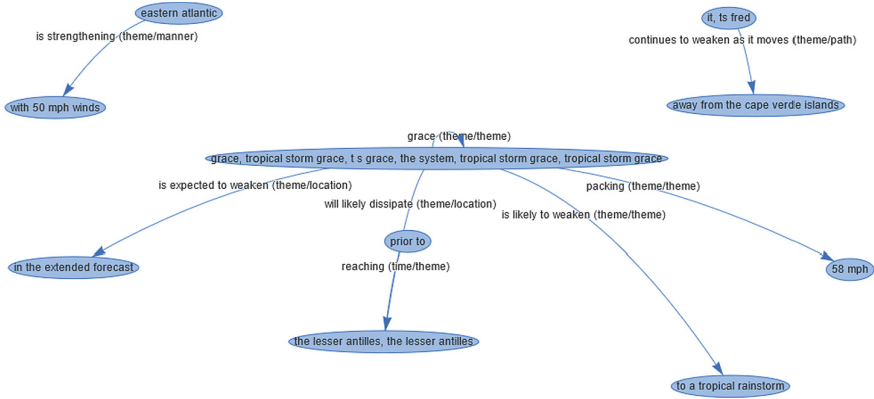 eastern atlantic
it, ts fred
is strengthening (theme/manner)
continues to weaken as it moves (theme/path)
with 50 mph winds
away from the cape verde islands
grace (theme/theme)
grace, tropical storm grace, t s grace, the system, tropical storm grace, tropical storm grace
is expected to weaken (theme/location)
packing (theme/theme)
will likely dissipate (theme/location)
is likely to weaken (theme/theme)
prior to
in the extended forecast
reaching (time/theme)
58 mph
the lesser antilles, the lesser antilles
to a tropical rainstorm